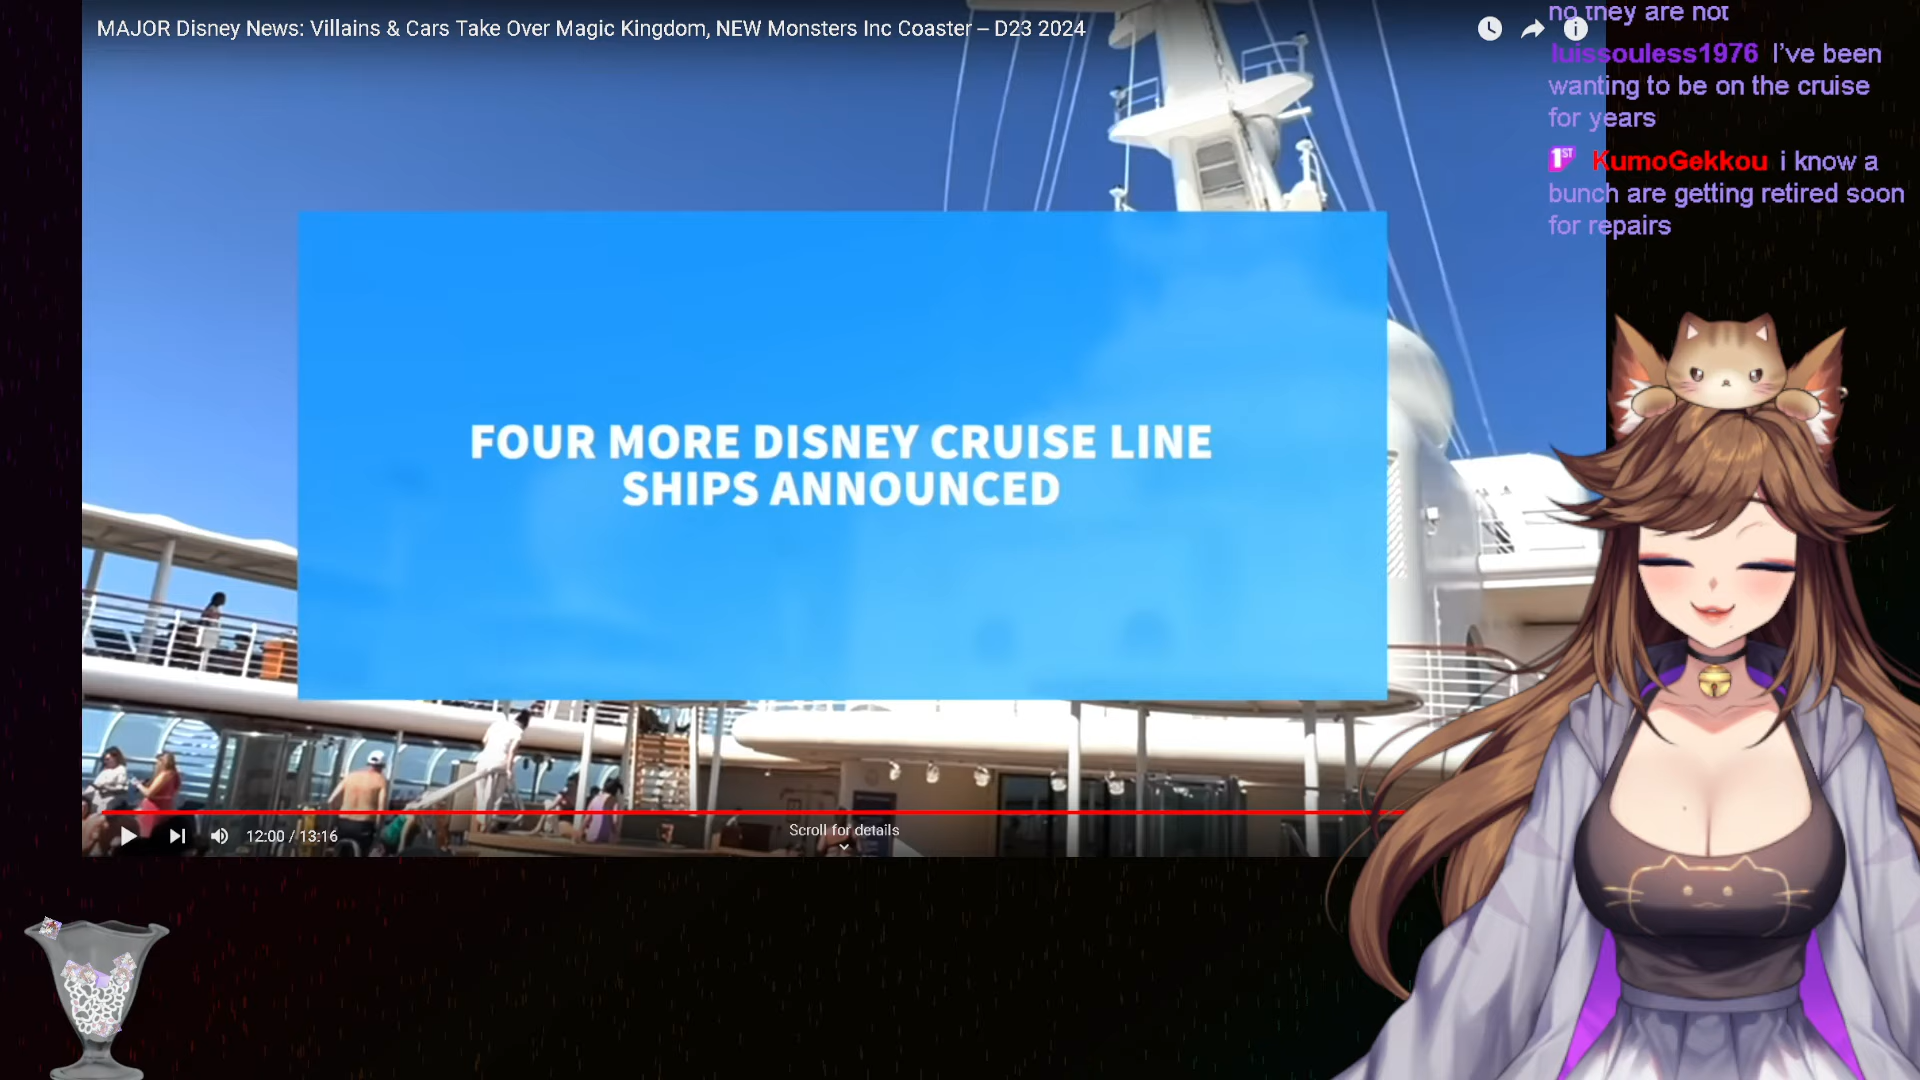 MAJOR Disney News: Villains & Cars Take Over Magic Kingdom, NEW Monsters Inc Coaster – D23 2024
FOUR MORE DISNEY CRUISE LINE
SHIPS ANNOUNCED
12:00 / 13:16
Scroll for details
no they are not
luissouless1976 I've been
wanting to be on the cruise
for years
1ST KumoGekkou i know a
bunch are getting retired soon
for repairs